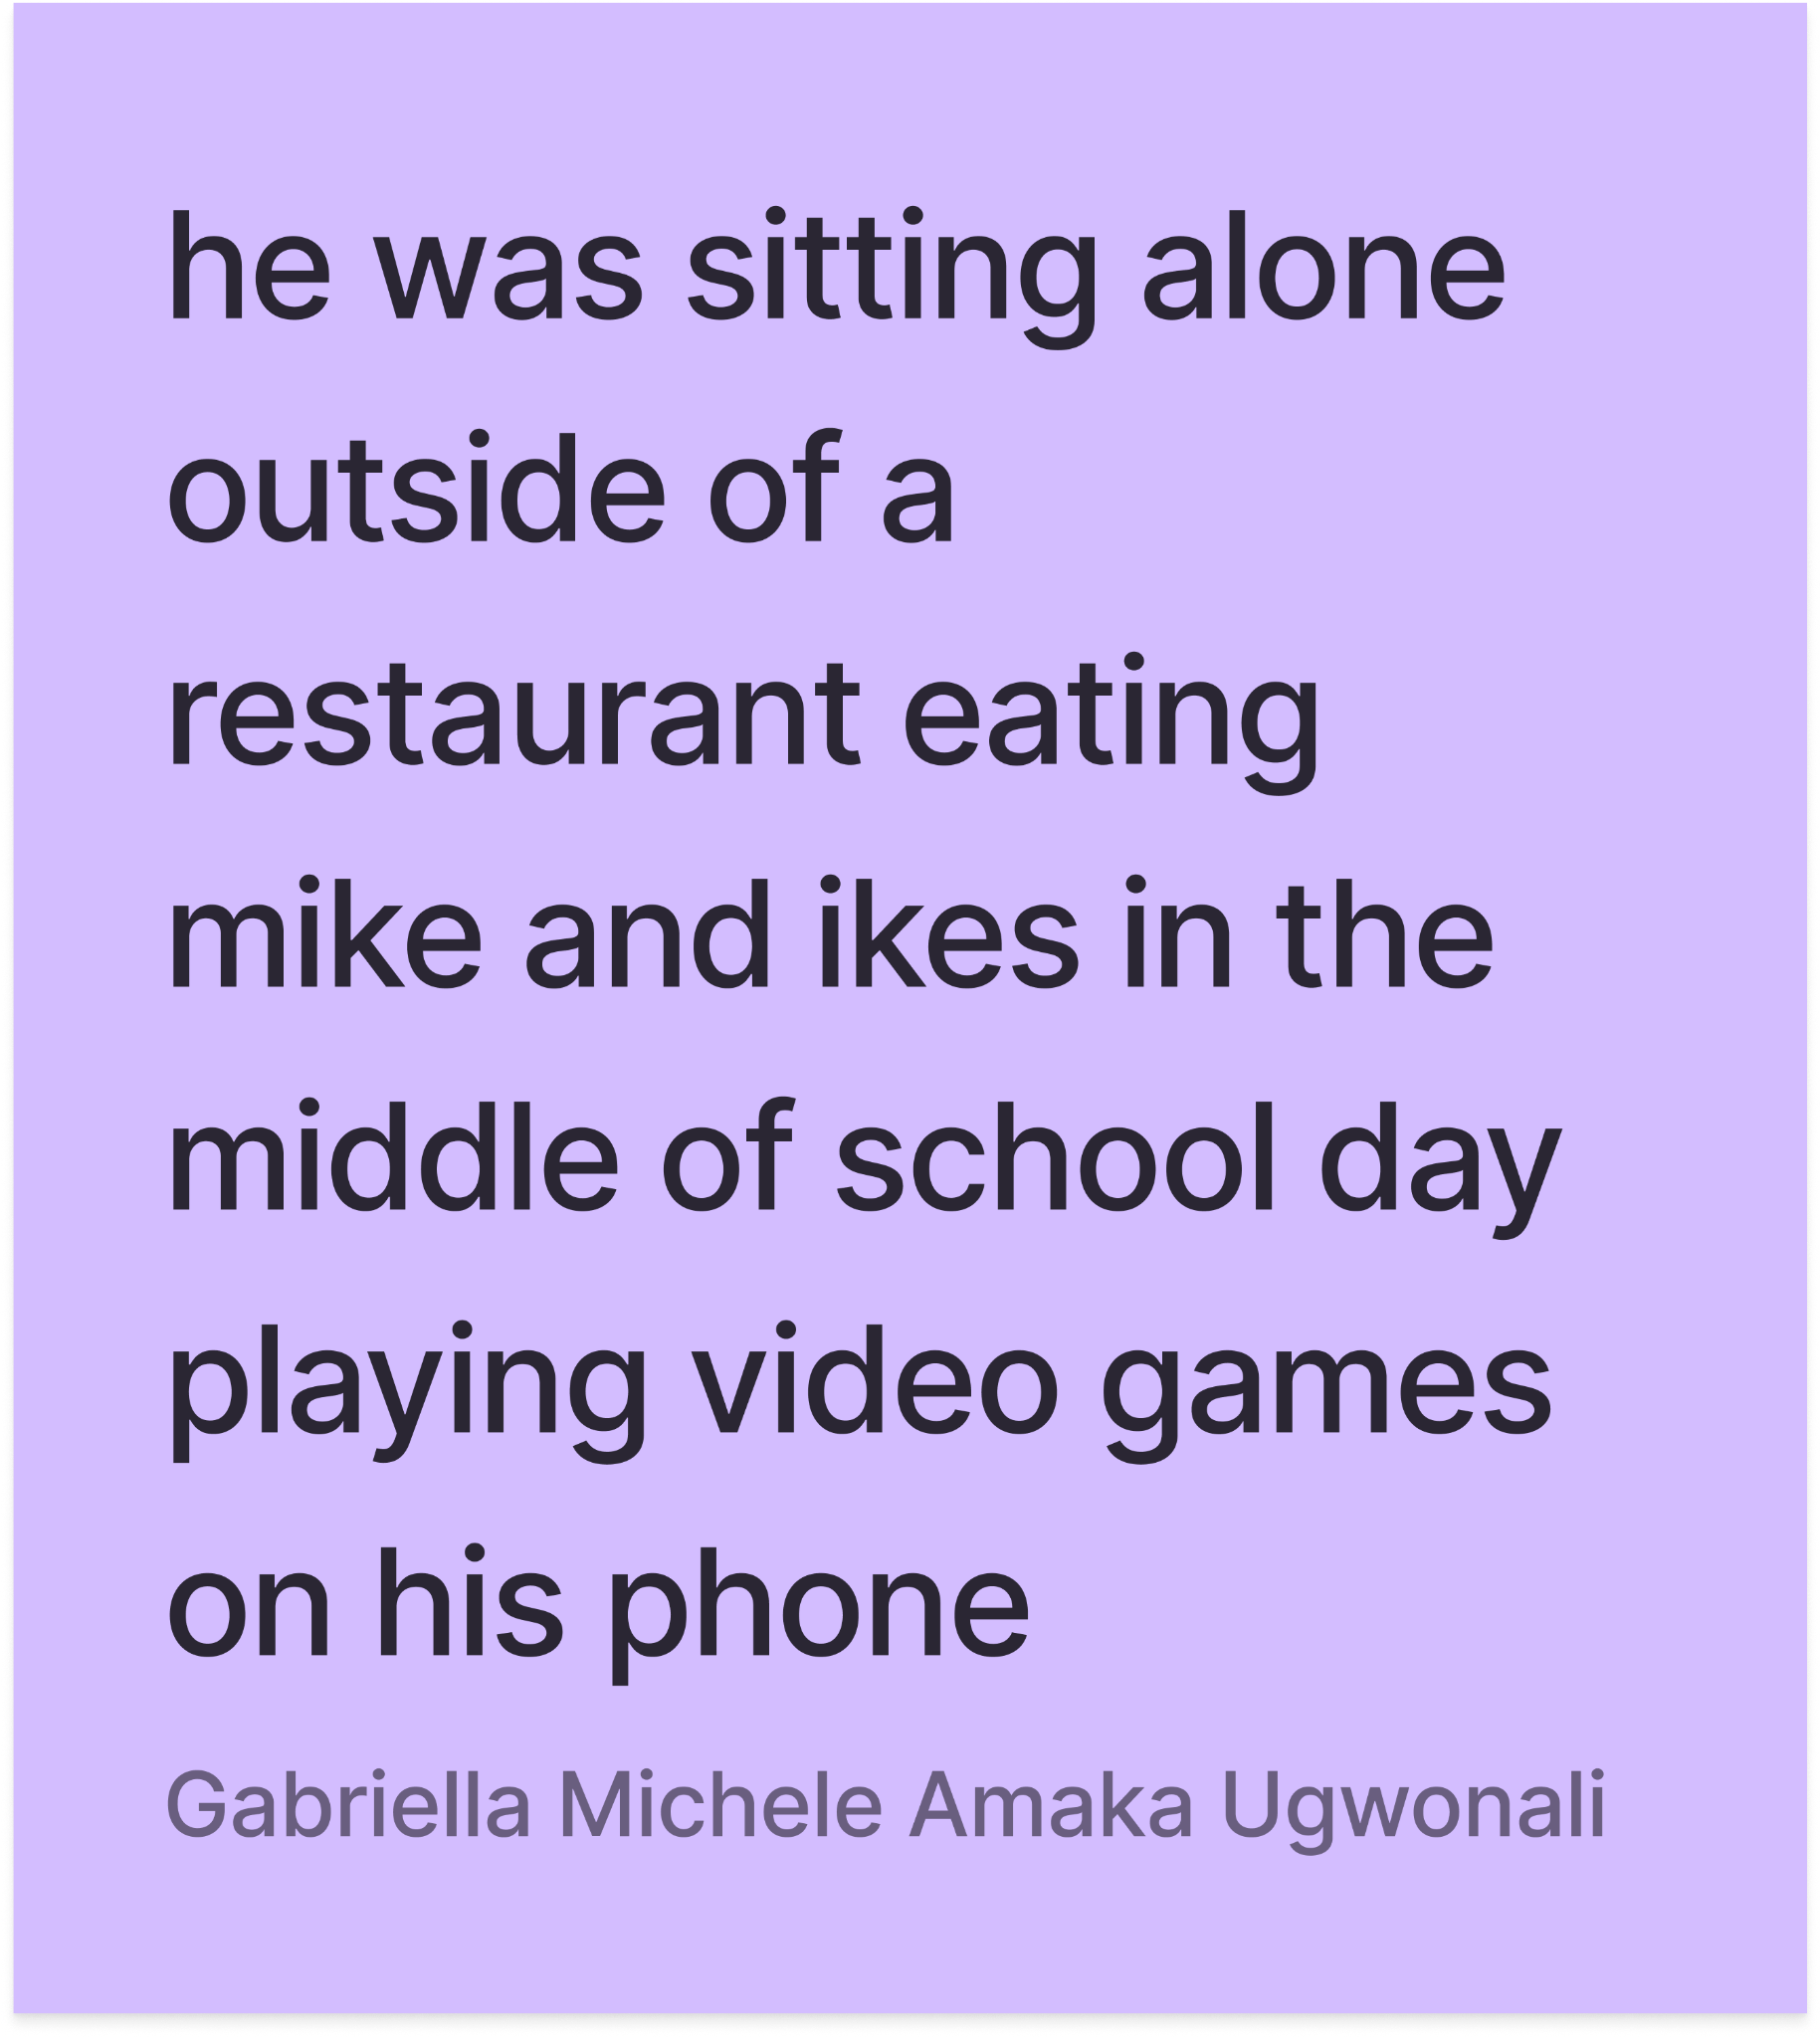 he was sitting alone
outside of a
restaurant eating
mike and ikes in the
middle of school day
playing video games
on his phone
Gabriella Michele Amaka Ugwonali